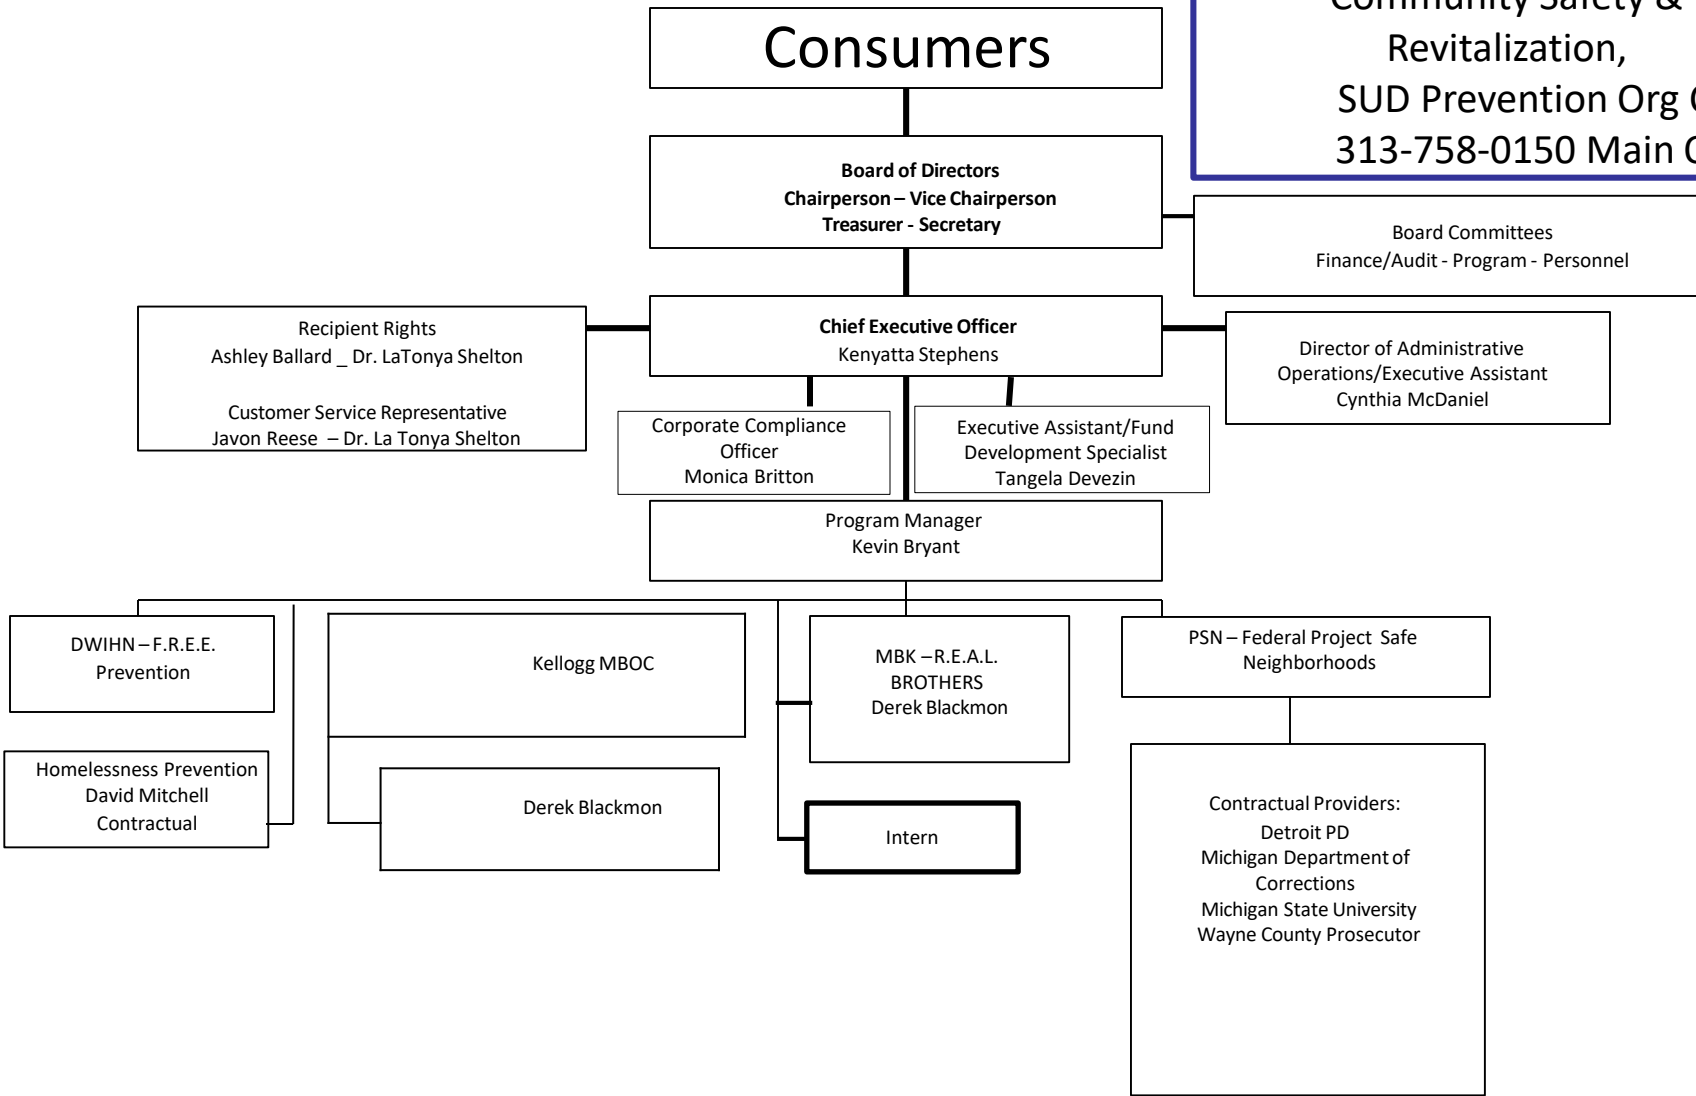 Consumers
Community Safety &
Revitalization,
SUD Prevention Org
313-758-0150 Main
Board of Directors
Chairperson – Vice Chairperson
Treasurer - Secretary
Board Committees
Finance/Audit - Program - Personnel
Recipient Rights
Ashley Ballard _ Dr. LaTonya Shelton
Customer Service Representative
Javon Reese – Dr. La Tonya Shelton
Chief Executive Officer
Kenyatta Stephens
Director of Administrative
Operations/Executive Assistant
Cynthia McDaniel
Corporate Compliance
Officer
Monica Britton
Executive Assistant/Fund
Development Specialist
Tangela Devezin
Program Manager
Kevin Bryant
DWIHN – F.R.E.E.
Prevention
Kellogg MBOC
MBK – R.E.A.L.
BROTHERS
Derek Blackmon
PSN – Federal Project Safe
Neighborhoods
Homelessness Prevention
David Mitchell
Contractual
Derek Blackmon
Intern
Contractual Providers:
Detroit PD
Michigan Department of
Corrections
Michigan State University
Wayne County Prosecutor